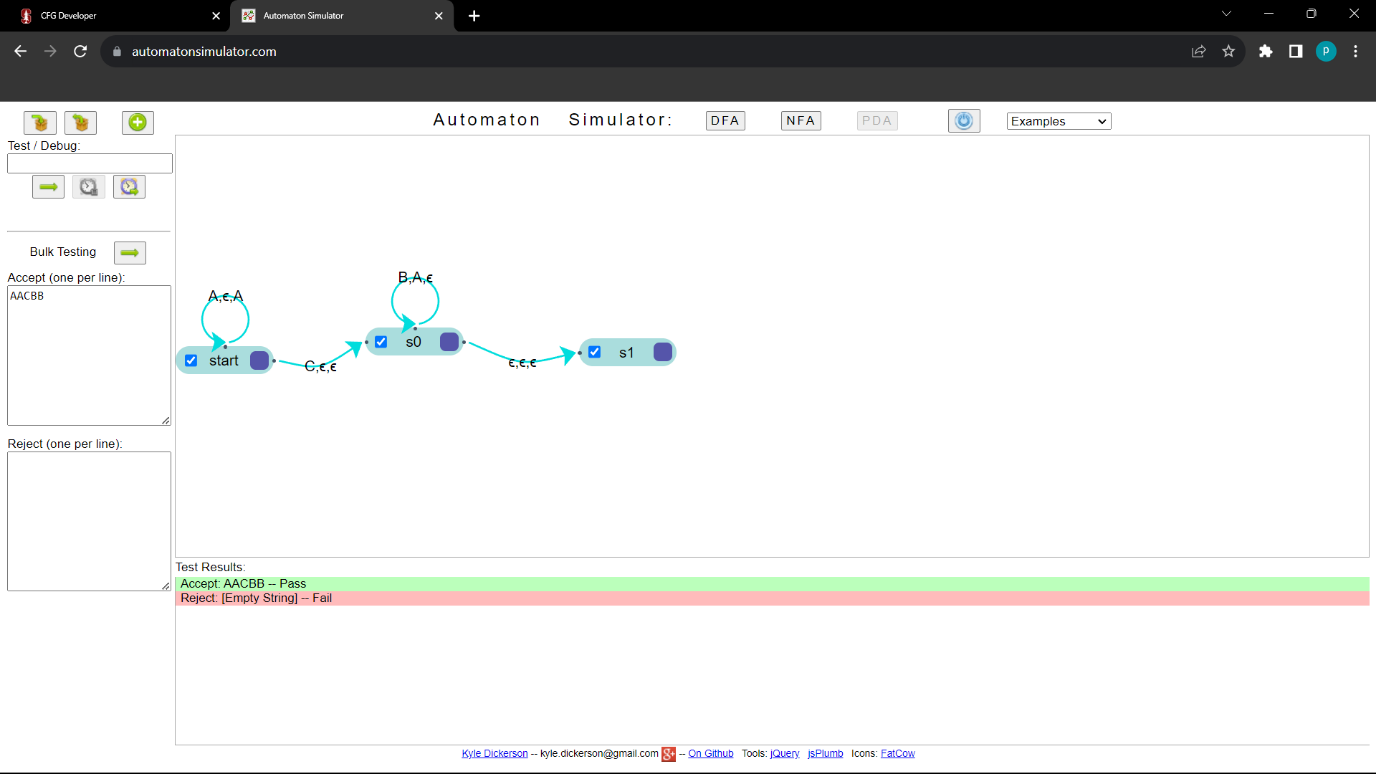 CFG Developer
Automaton Simulator
automatonsimulator.com
P
Automaton Simulator: DFA NFA PDA Examples
Test / Debug:
Bulk Testing
Accept (one per line):
AACBB
Reject (one per line):
B,A,ϵ
A,ϵ,A
s0
s1
start
C,ϵ,ϵ
ϵ,ϵ,ϵ
Test Results:
Accept: AACBB -- Pass
Reject: [Empty String] -- Fail
Kyle Dickerson -- kyle.dickerson@gmail.com g+ -- On Github Tools: jQuery jsPlumb Icons: FatCow